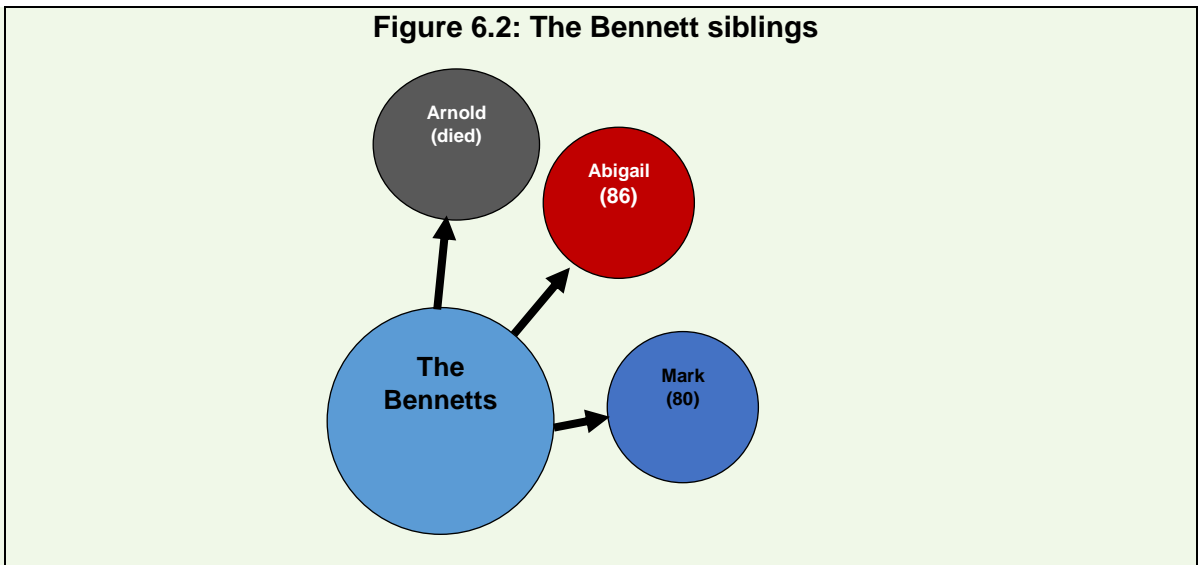 Figure 6.2: The Bennett siblings
Arnold
(died)
Abigail
(86)
The
Bennetts
Mark
(80)